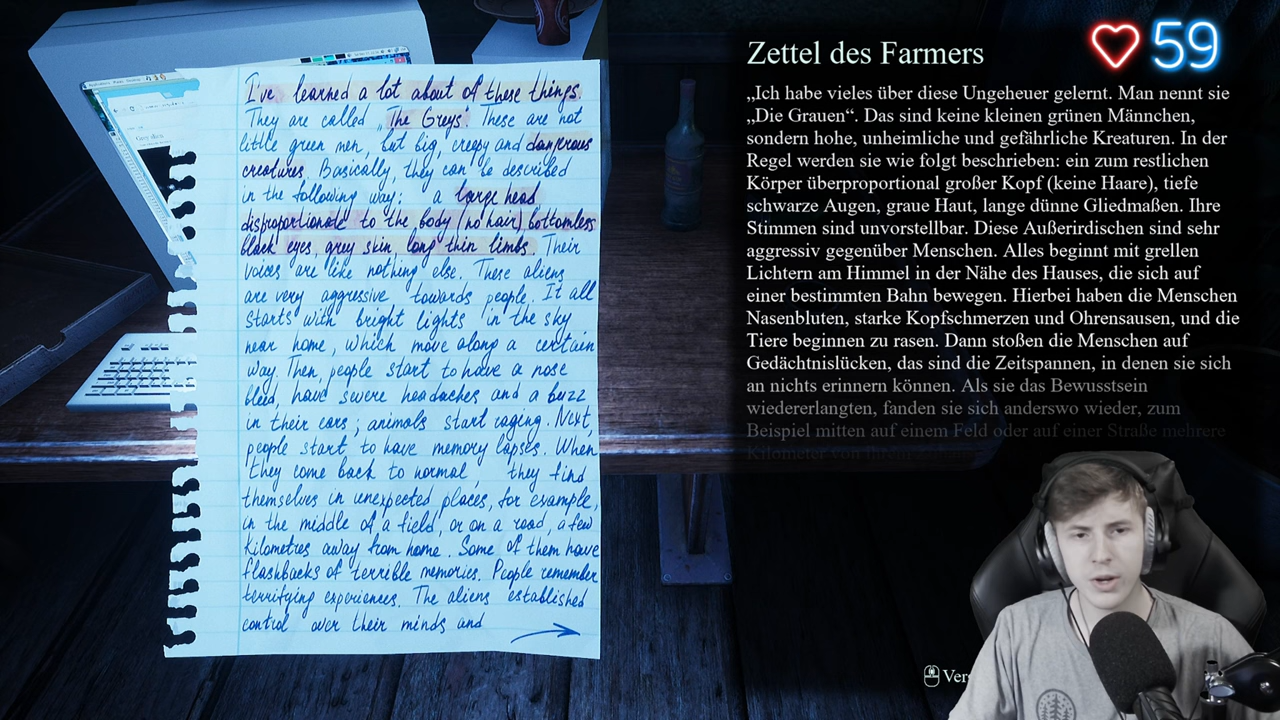 I've learned a lot about of these things.
They are called „The Greys". These are not
little green men, but big, creepy and dangerous
creatures. Basically, they can be described
in the following way: a large head
disproportionate to the body (no hair), bottomless
black eyes, grey skin, long thin limbs. Their
voices are like nothing else. These aliens
are very aggressive towards people. It all
starts with bright lights in the sky
near home, which move along a certain
way. Then, people start to have a nose
bleed, have severe headaches and a buzz
in their ears; animals start raging. Next,
people start to have memory lapses. When
they come back to normal, they find
themselves in unexpected places, for example,
in the middle of a field, or on a road, a few
kilometres away from home. Some of them have
flashbacks of terrible memories. People remember
terrifying experiences. The aliens established
control over their minds and
Zettel des Farmers
59
„Ich habe vieles über diese Ungeheuer gelernt. Man nennt sie
„Die Grauen“. Das sind keine kleinen grünen Männchen,
sondern hohe, unheimliche und gefährliche Kreaturen. In der
Regel werden sie wie folgt beschrieben: ein zum restlichen
Körper überproportional großer Kopf (keine Haare), tiefe
schwarze Augen, graue Haut, lange dünne Gliedmaßen. Ihre
Stimmen sind unvorstellbar. Diese Außerirdischen sind sehr
aggressiv gegenüber Menschen. Alles beginnt mit grellen
Lichtern am Himmel in der Nähe des Hauses, die sich auf
einer bestimmten Bahn bewegen. Hierbei haben die Menschen
Nasenbluten, starke Kopfschmerzen und Ohrensausen, und die
Tiere beginnen zu rasen. Dann stoßen die Menschen auf
Gedächtnislücken, das sind die Zeitspannen, in denen sie sich
an nichts erinnern können. Als sie das Bewusstsein
wiedererlangten, fanden sie sich anderswo wieder, zum
Beispiel mitten auf einem Feld oder auf einer Straße mehrere
Kilometer von ihrem
Vers